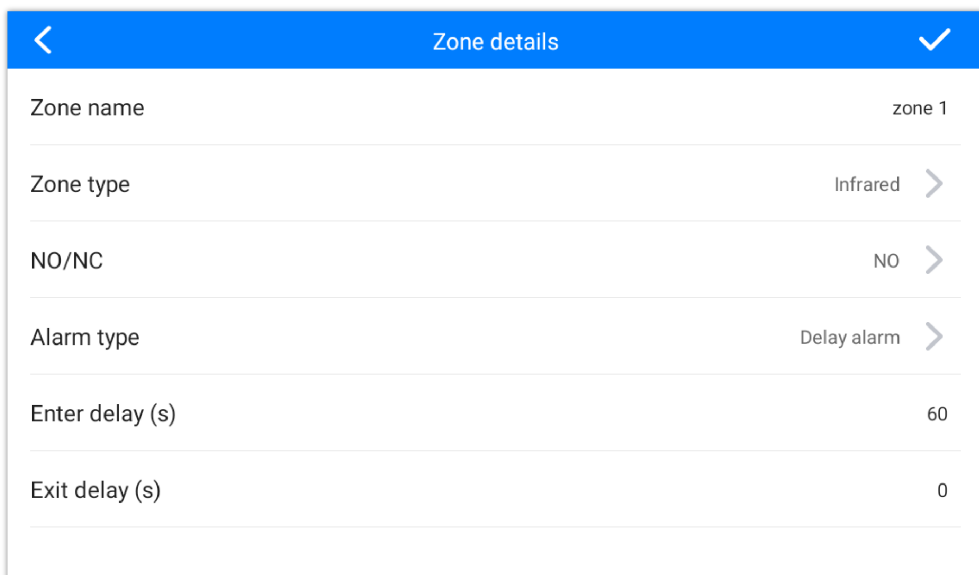 Zone details
Zone name zone 1
Zone type Infrared
NO/NC NO
Alarm type Delay alarm
Enter delay (s) 60
Exit delay (s) 0